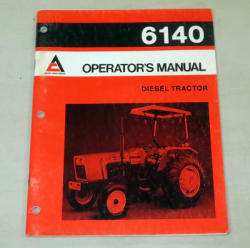 6140
OPERATOR'S MANUAL
DIESEL TRACTOR